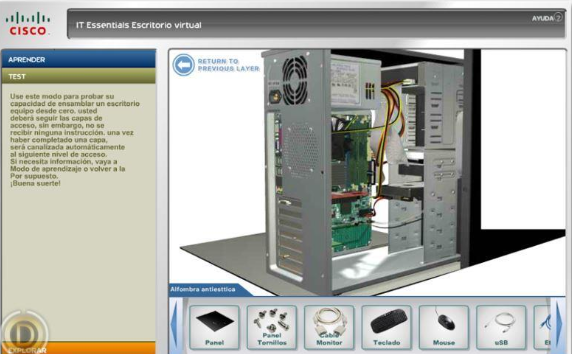 CISCO
IT Essentials Escritorio virtual
AYUDA ?
APRENDER
TEST
Use este modo para probar su
capacidad de ensamblar un escritorio
equipo desde cero. usted
deberá seguir las capas de
acceso, sin embargo, no se
recibir ninguna instrucción. una vez
haber completado una capa,
será canalizada automáticamente
al siguiente nivel de acceso.
Si necesita información, vaya a
Modo de aprendizaje o volver a la
Por supuesto.
¡Buena suerte!
RETURN TO
PREVIOUS LAYER
Alfombra antiestitica
Panel
Panel
Tornillos
Cable
Monitor
Teclado
Mouse
uSB
D
EXPLORAR